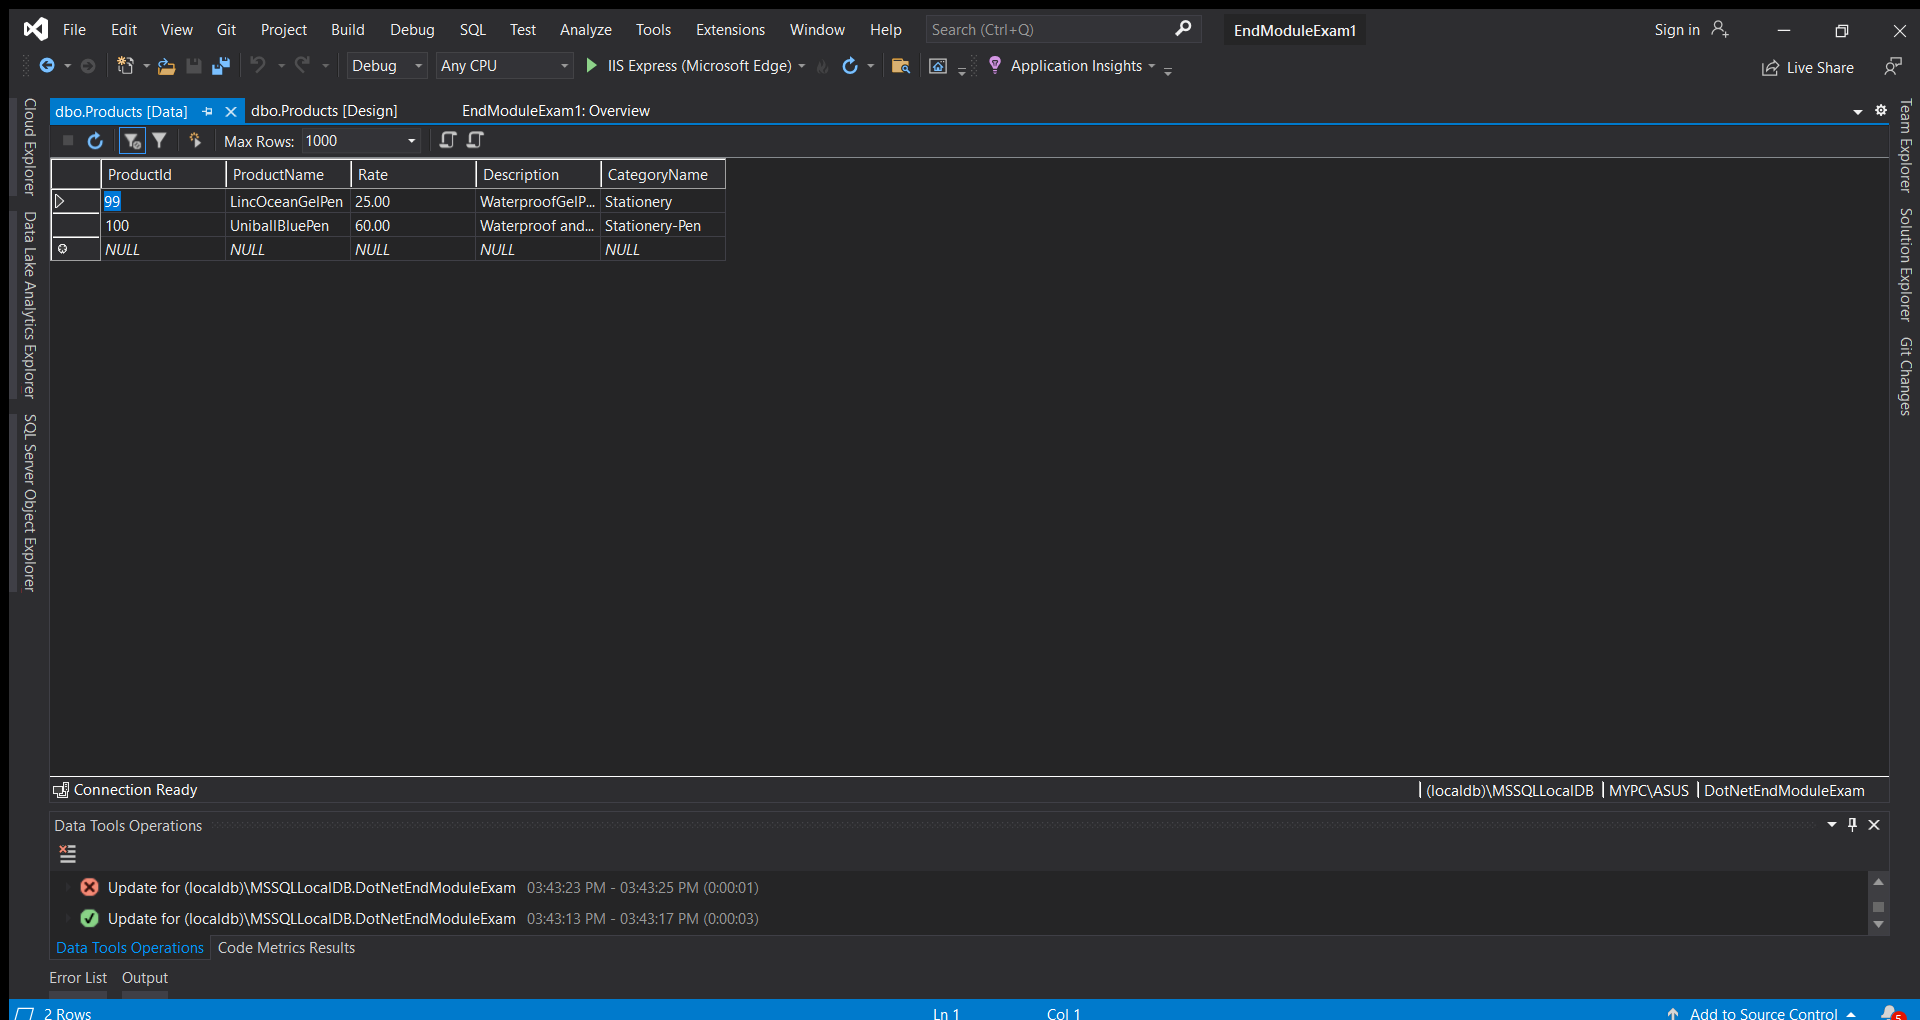 File Edit View Git Project Build Debug SQL Test Analyze Tools Extensions Window Help Search (Ctrl+Q) EndModuleExam1 Sign in
Debug Any CPU IIS Express (Microsoft Edge) Application Insights Live Share
dbo.Products [Data] dbo.Products [Design] EndModuleExam1: Overview
Max Rows: 1000
ProductId ProductName Rate Description CategoryName
99 LincOceanGelPen 25.00 WaterproofGelP... Stationery
100 UniballBluePen 60.00 Waterproof and... Stationery-Pen
NULL NULL NULL NULL NULL
Cloud Explorer
Data Lake Analytics Explorer
SQL Server Object Explorer
Team Explorer
Solution Explorer
Git Changes
Connection Ready (localdb)\MSSQLLocalDB MYPC\ASUS DotNetEndModuleExam
Data Tools Operations
Update for (localdb)\MSSQLLocalDB.DotNetEndModuleExam 03:43:23 PM - 03:43:25 PM (0:00:01)
Update for (localdb)\MSSQLLocalDB.DotNetEndModuleExam 03:43:13 PM - 03:43:17 PM (0:00:03)
Data Tools Operations Code Metrics Results
Error List Output
2 Rows Ln 1 Col 1 Add to Source Control 5